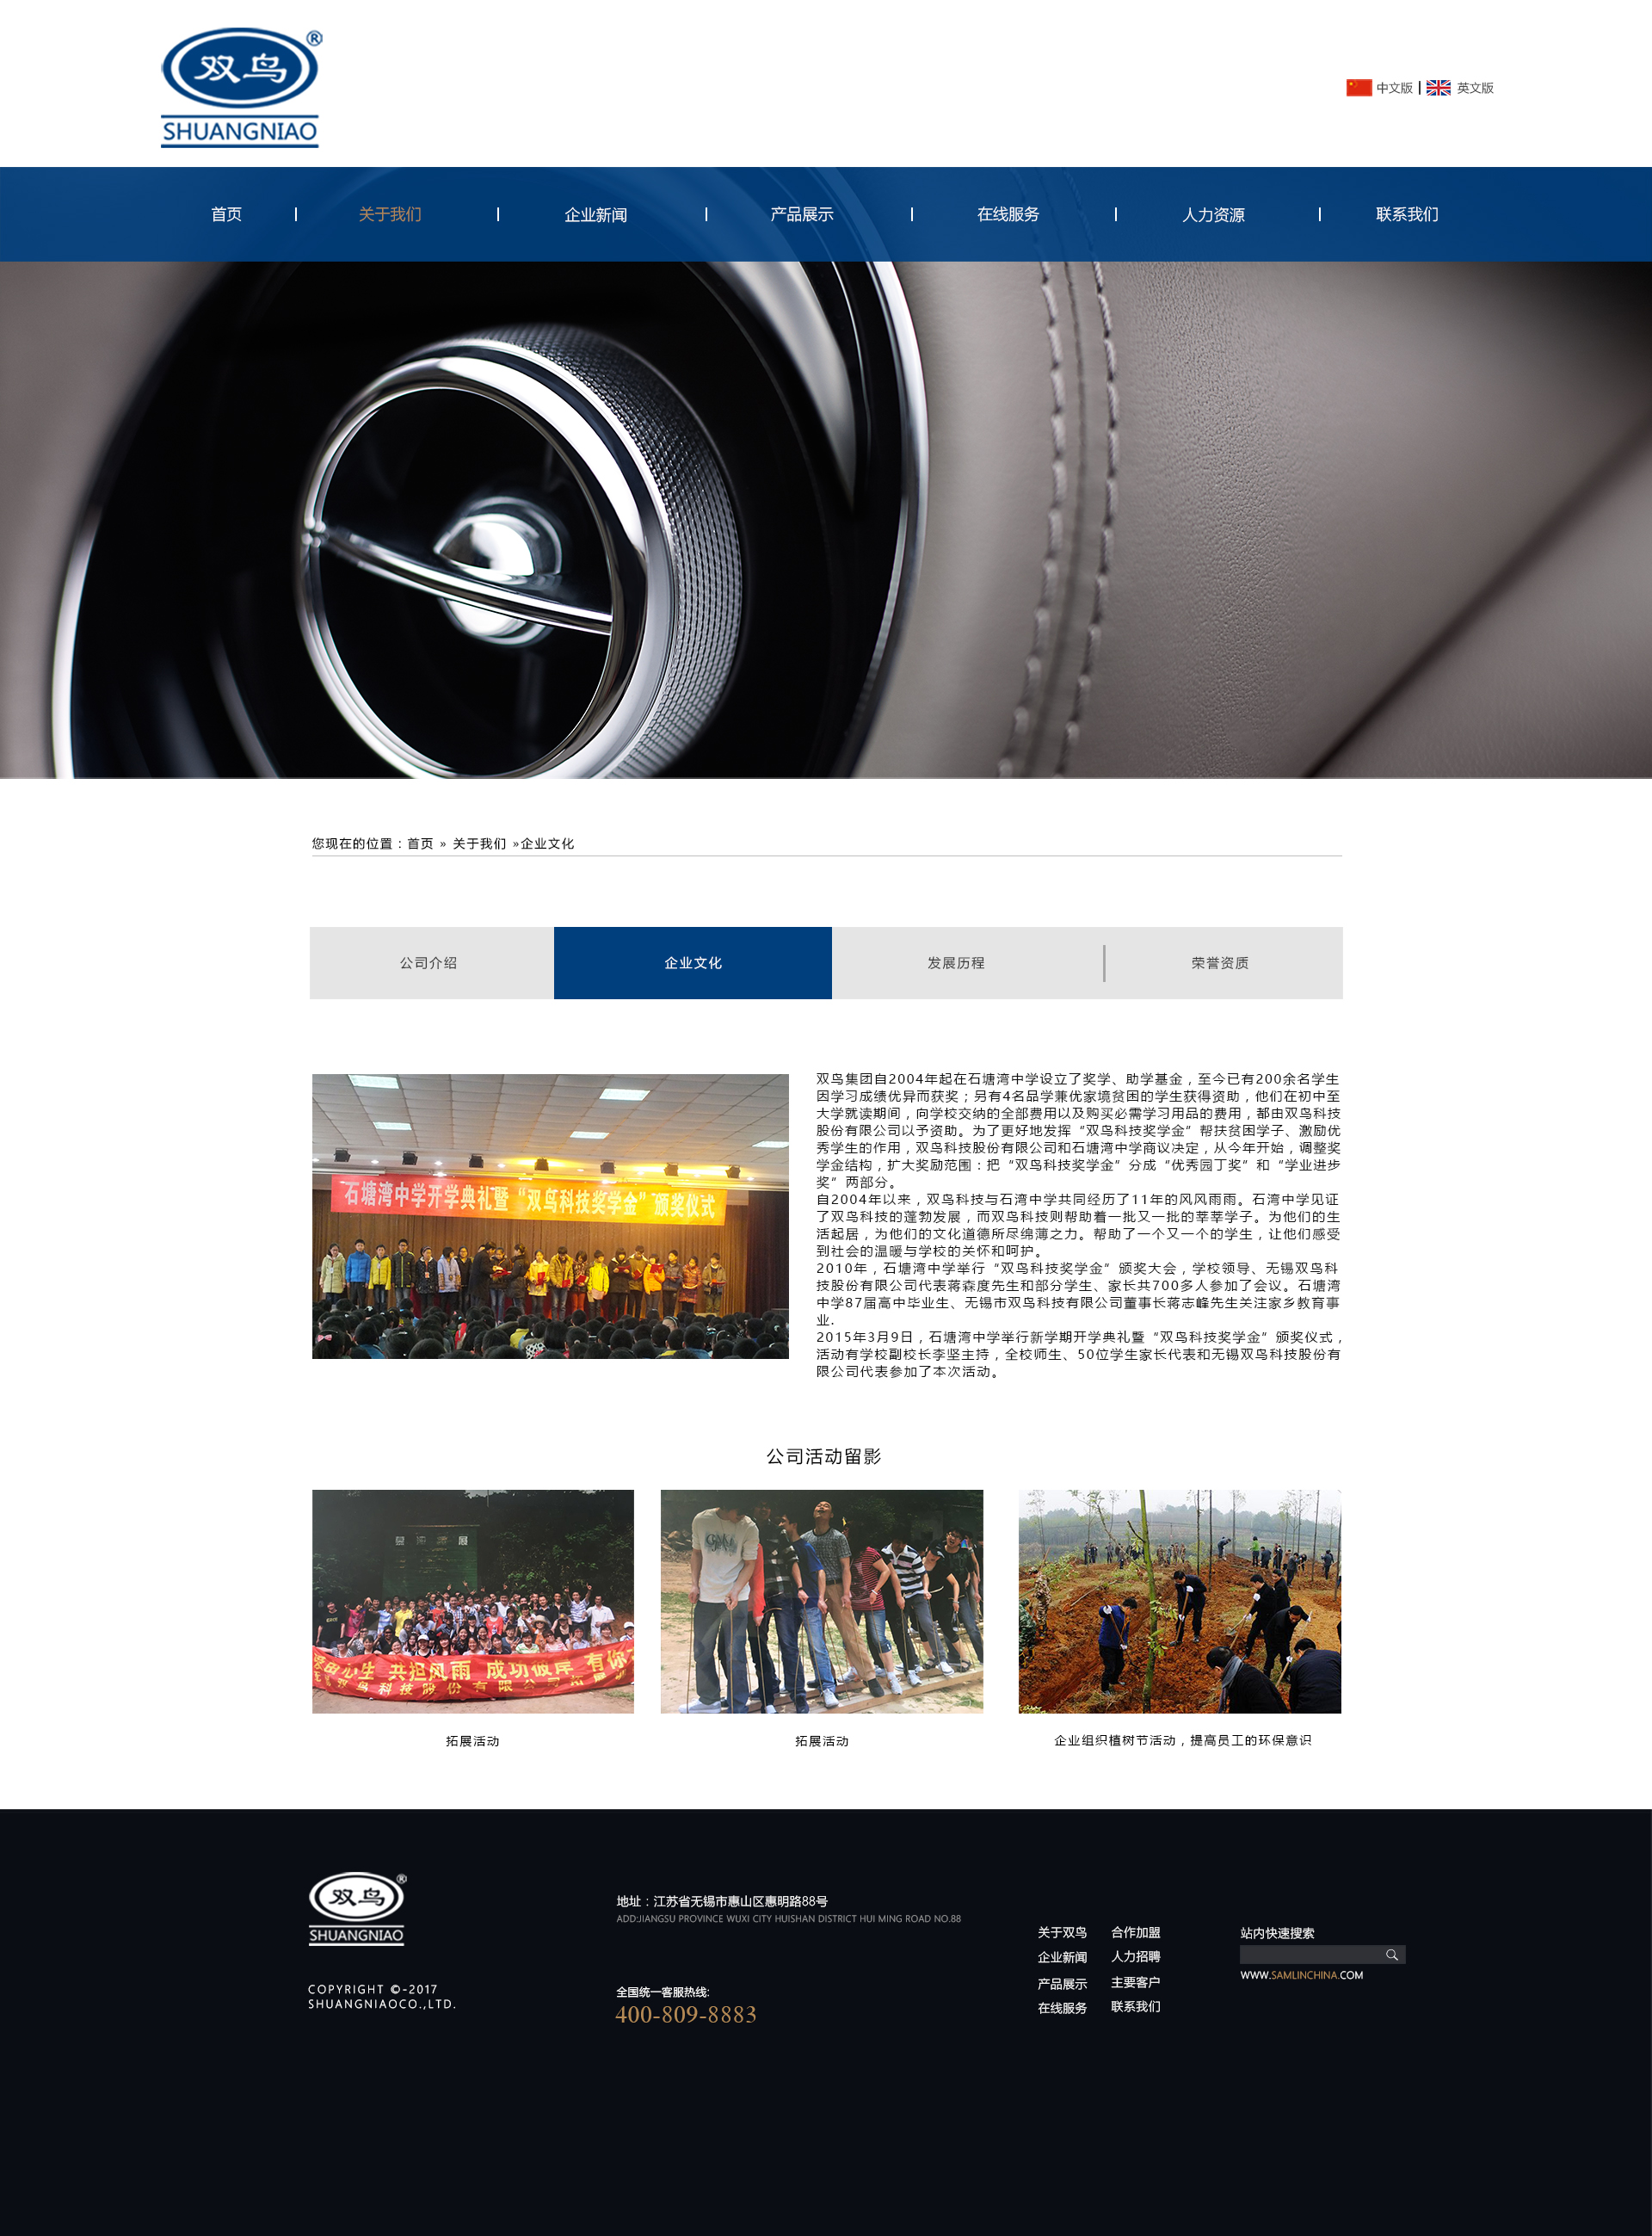 双鸟®
SHUANGNIAO
中文版 | 英文版
首页 | 关于我们 | 企业新闻 | 产品展示 | 在线服务 | 人力资源 | 联系我们
您现在的位置：首页 » 关于我们 »企业文化
公司介绍 企业文化 发展历程 荣誉资质
双鸟集团自2004年起在石塘湾中学设立了奖学、助学基金，至今已有200余名学生
因学习成绩优异而获奖；另有4名品学兼优家境贫困的学生获得资助，他们在初中至
大学就读期间，向学校交纳的全部费用以及购买必需学习用品的费用，都由双鸟科技
股份有限公司以予资助。为了更好地发挥“双鸟科技奖学金”帮扶贫困学子、激励优
秀学生的作用，双鸟科技股份有限公司和石塘湾中学商议决定，从今年开始，调整奖
学金结构，扩大奖励范围：把“双鸟科技奖学金”分成“优秀园丁奖”和“学业进步
奖”两部分。
自2004年以来，双鸟科技与石湾中学共同经历了11年的风风雨雨。石湾中学见证
了双鸟科技的蓬勃发展，而双鸟科技则帮助着一批又一批的莘莘学子。为他们的生
活起居，为他们的文化道德所尽绵薄之力。帮助了一个又一个的学生，让他们感受
到社会的温暖与学校的关怀和呵护。
2010年，石塘湾中学举行“双鸟科技奖学金”颁奖大会，学校领导、无锡双鸟科
技股份有限公司代表蒋森度先生和部分学生、家长共700多人参加了会议。石塘湾
中学87届高中毕业生、无锡市双鸟科技有限公司董事长蒋志峰先生关注家乡教育事
业.
2015年3月9日，石塘湾中学举行新学期开学典礼暨“双鸟科技奖学金”颁奖仪式，
活动有学校副校长李坚主持，全校师生、50位学生家长代表和无锡双鸟科技股份有
限公司代表参加了本次活动。
石塘湾中学开学典礼暨“双鸟科技奖学金”颁奖仪式
公司活动留影
展
心生 共担风雨 成功彼岸 有你
双鸟科技股份有限公司拓展
拓展活动
拓展活动
企业组织植树节活动，提高员工的环保意识
双鸟®
SHUANGNIAO
COPYRIGHT ©-2017
SHUANGNIAOCO.,LTD.
地址：江苏省无锡市惠山区惠明路88号
ADD:JIANGSU PROVINCE WUXI CITY HUISHAN DISTRICT HUI MING ROAD NO.88
全国统一客服热线:
400-809-8883
关于双鸟 合作加盟
企业新闻 人力招聘
产品展示 主要客户
在线服务 联系我们
站内快速搜索
WWW.SAMLINCHINA.COM